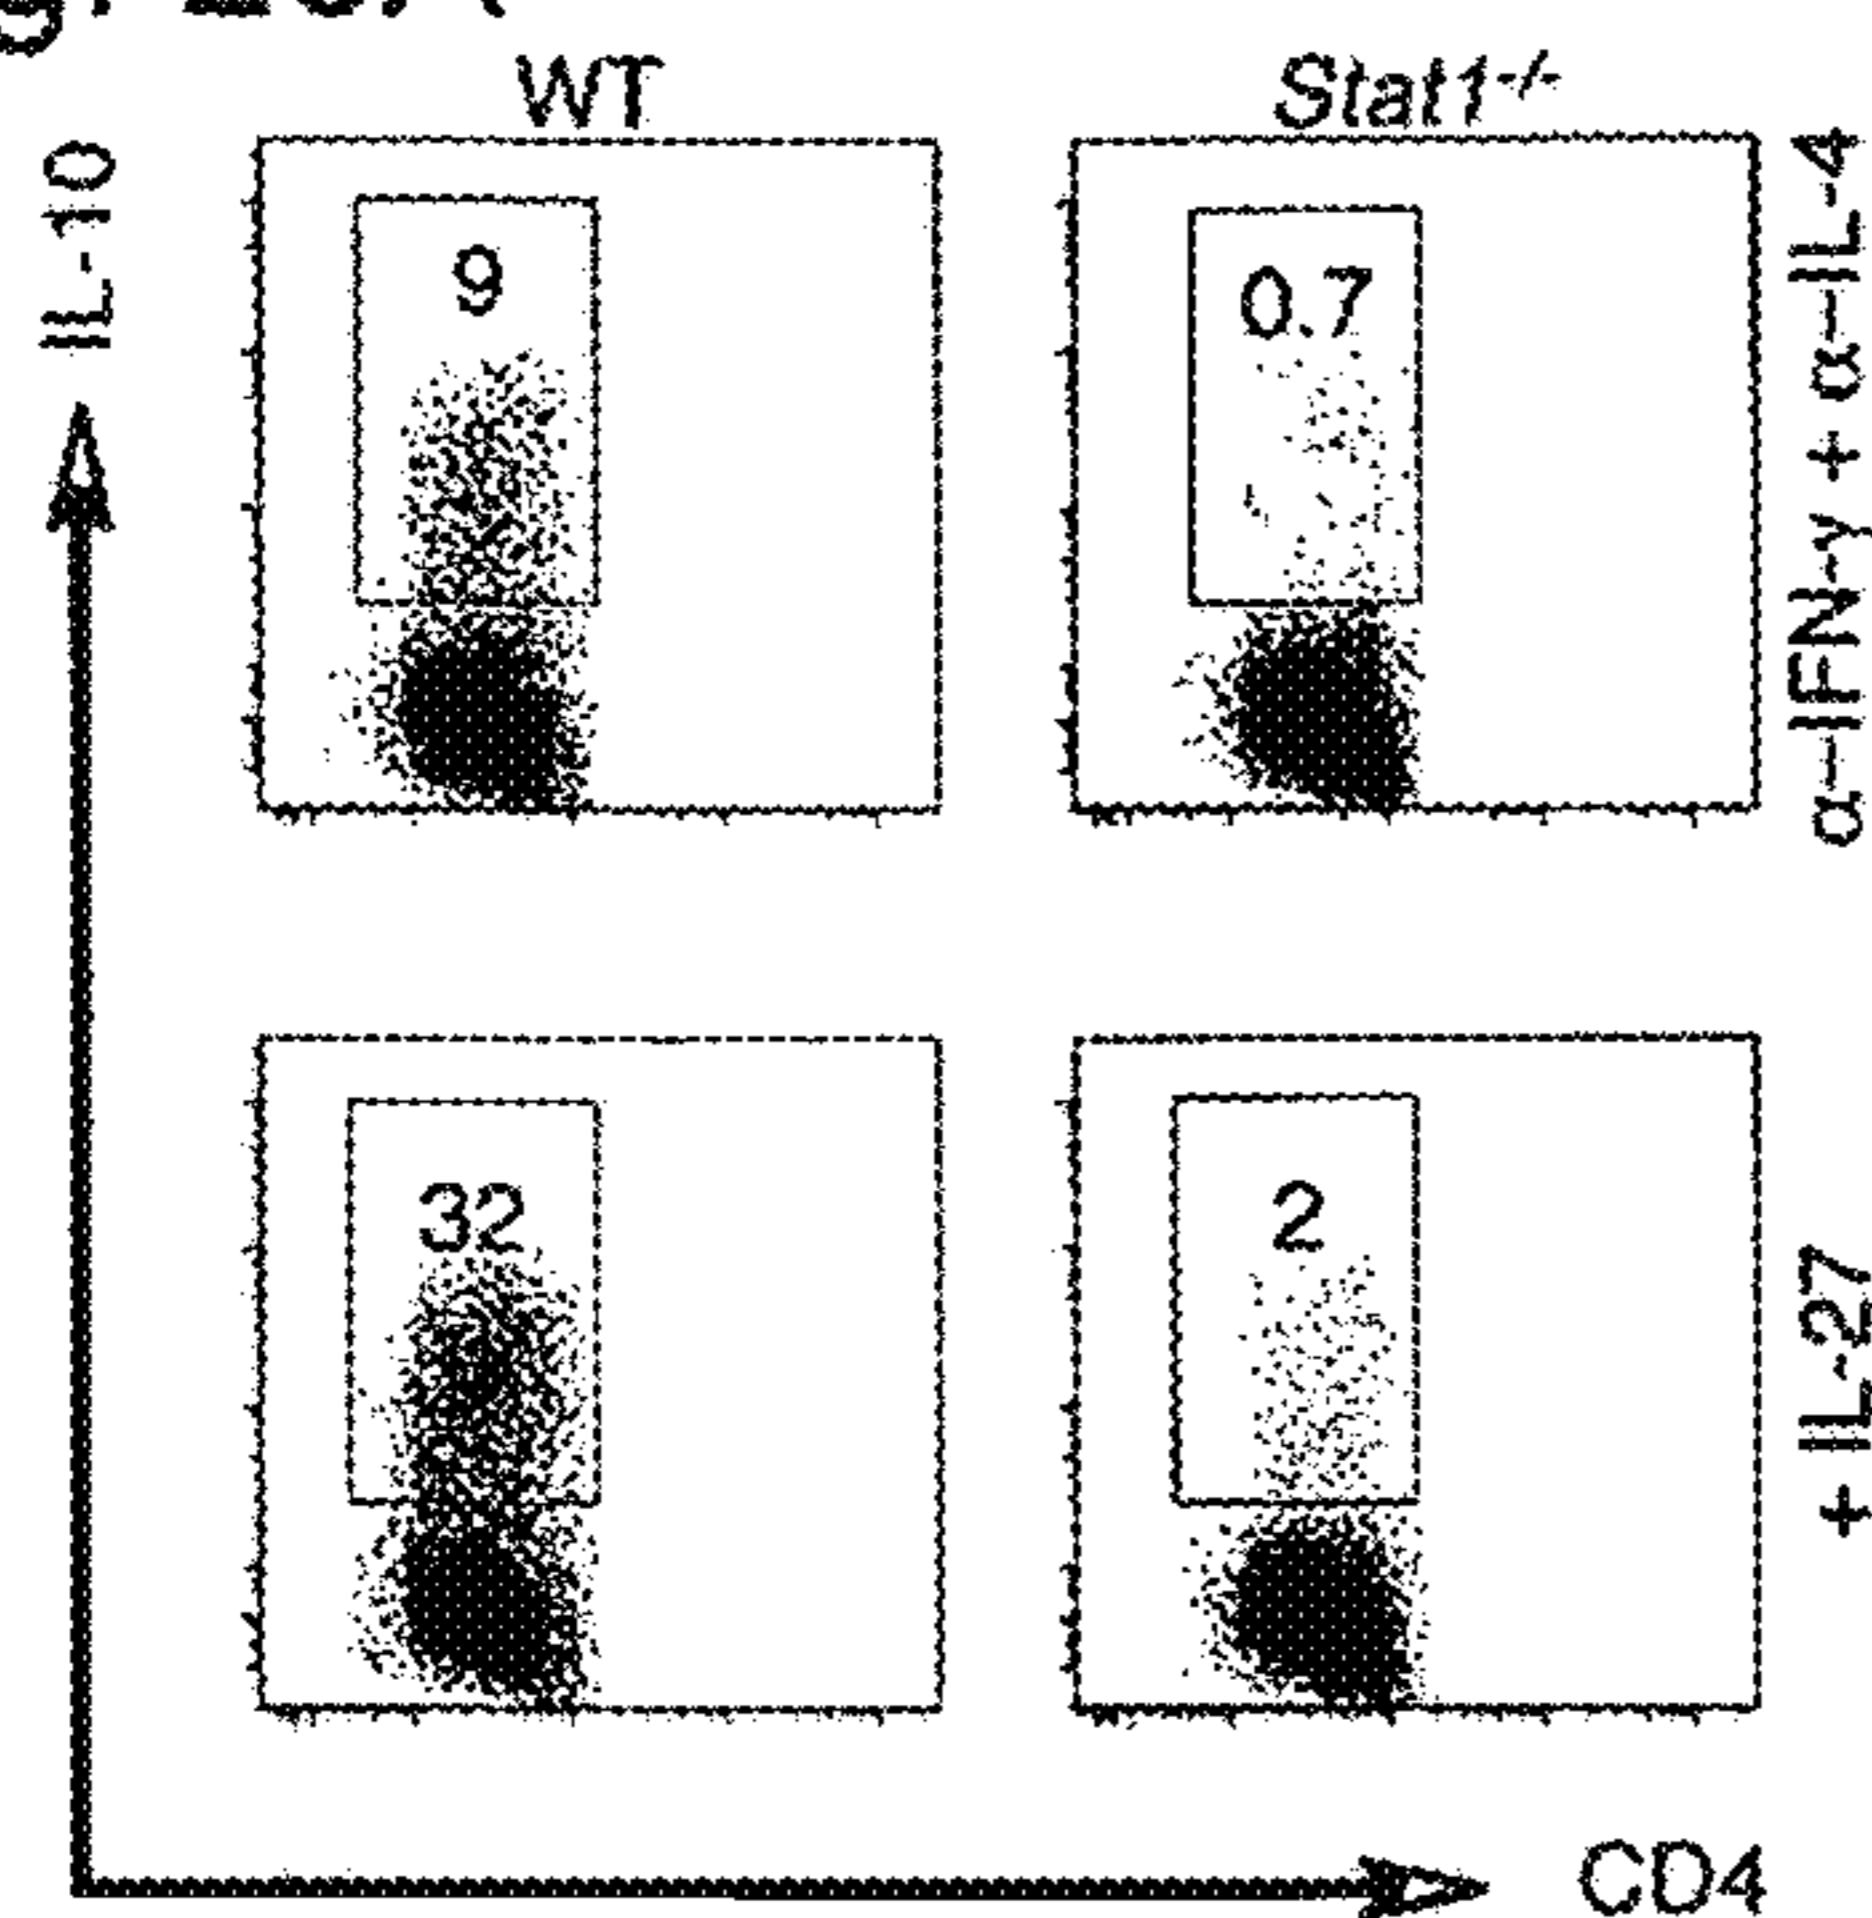 WT
Stat1-/-
IL-10
9
0.7
α–IFN-γ + α–IL-4
32
2
+ IL-27
CD4